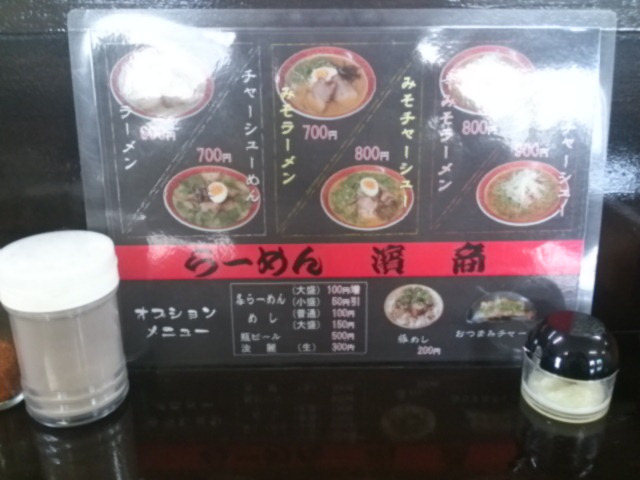 ラーメン
チャーシューめん
700円
みそラーメン
700円
みそチャーシュー
800円
みそラーメン
800円
チャーシュー
らーめん 濱商
オプション
メニュー
らーめん (大盛) 100円増
(小盛) 50円引
めし (普通) 100円
(大盛) 150円
瓶ビール 500円
(生) 300円
豚めし
200円
おつまみチャー